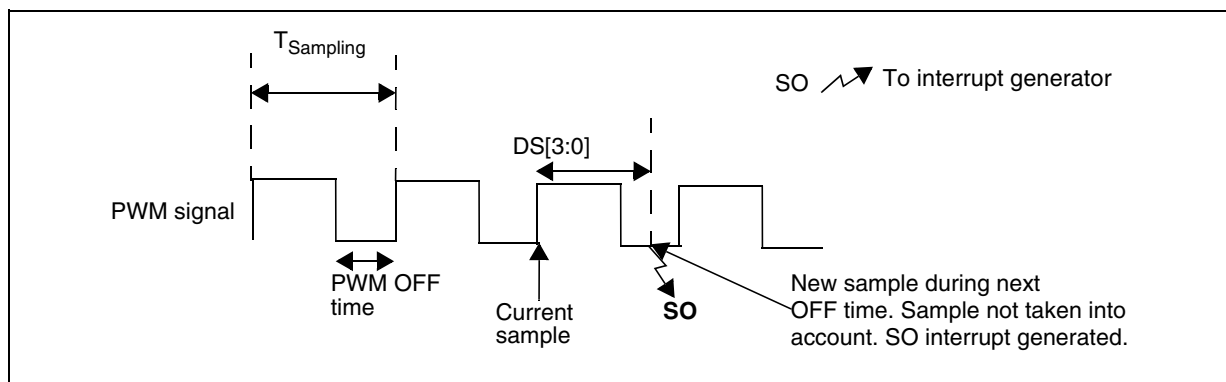 T Sampling
SO To interrupt generator
DS[3:0]
PWM signal
PWM OFF
time
Current
sample
SO
New sample during next
OFF time. Sample not taken into
account. SO interrupt generated.